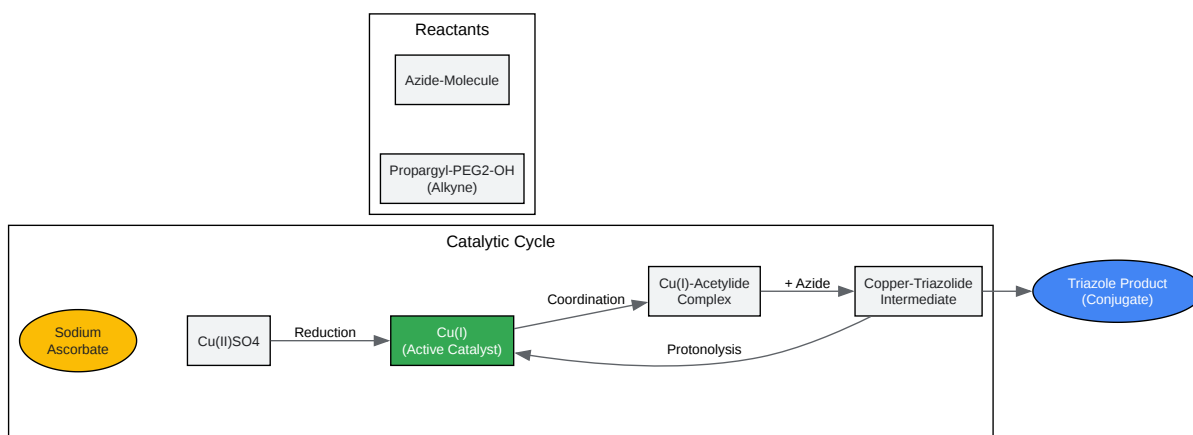 Reactants
Azide-Molecule
Propargyl-PEG2-OH
(Alkyne)
Catalytic Cycle
Sodium
Ascorbate
Cu(II)SO4
Reduction
Cu(I)
(Active Catalyst)
Coordination
Cu(I)-Acetylide
Complex
+ Azide
Copper-Triazolide
Intermediate
Protonolysis
Triazole Product
(Conjugate)